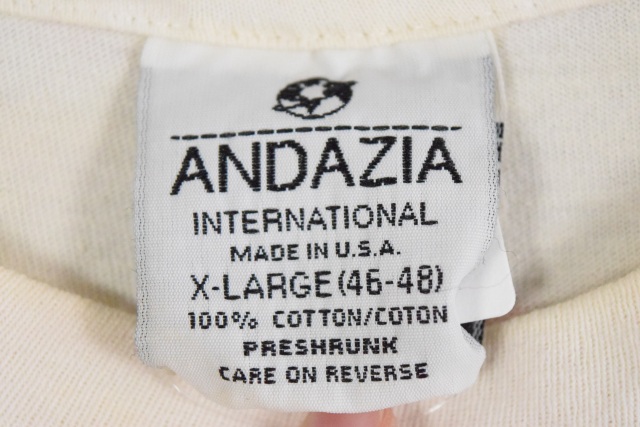 ANDAZIA
INTERNATIONAL
MADE IN U.S.A.
X-LARGE(46-48)
100% COTTON/COTON
PRESHRUNK
CARE ON REVERSE